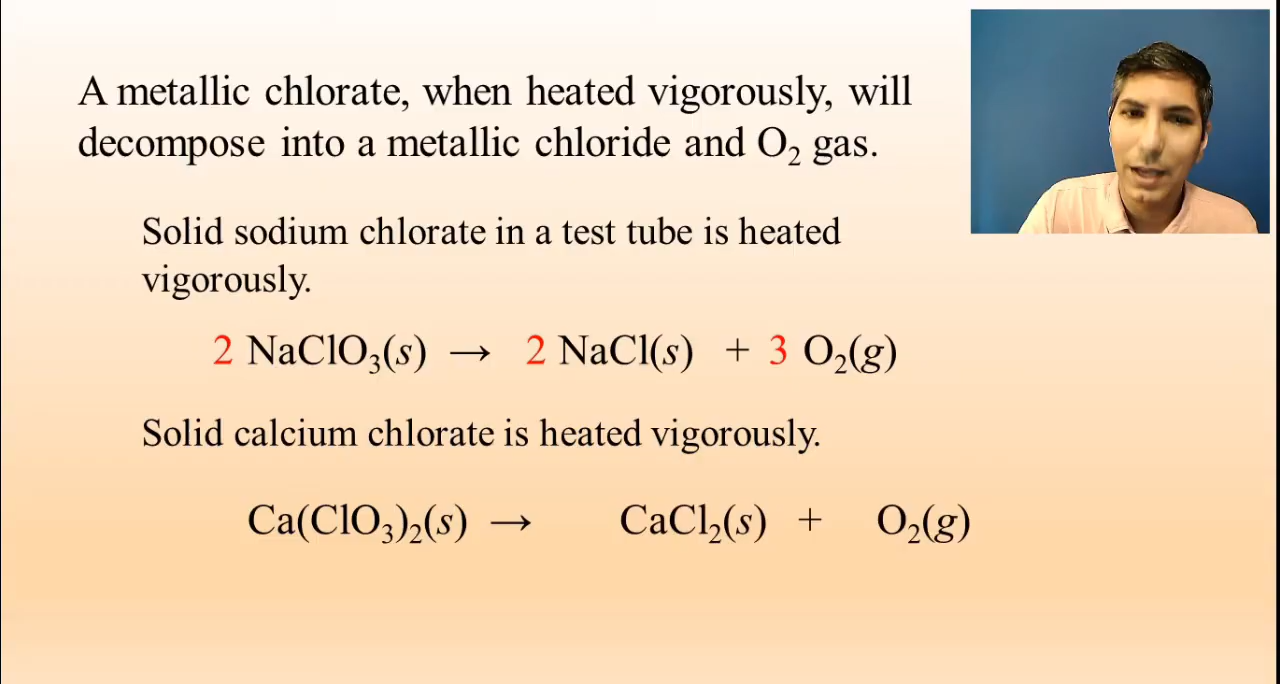 A metallic chlorate, when heated vigorously, will
decompose into a metallic chloride and O₂ gas.
Solid sodium chlorate in a test tube is heated
vigorously.
2 NaClO₃(s) → 2 NaCl(s) + 3 O₂(g)
Solid calcium chlorate is heated vigorously.
Ca(ClO₃)₂(s) → CaCl₂(s) + O₂(g)